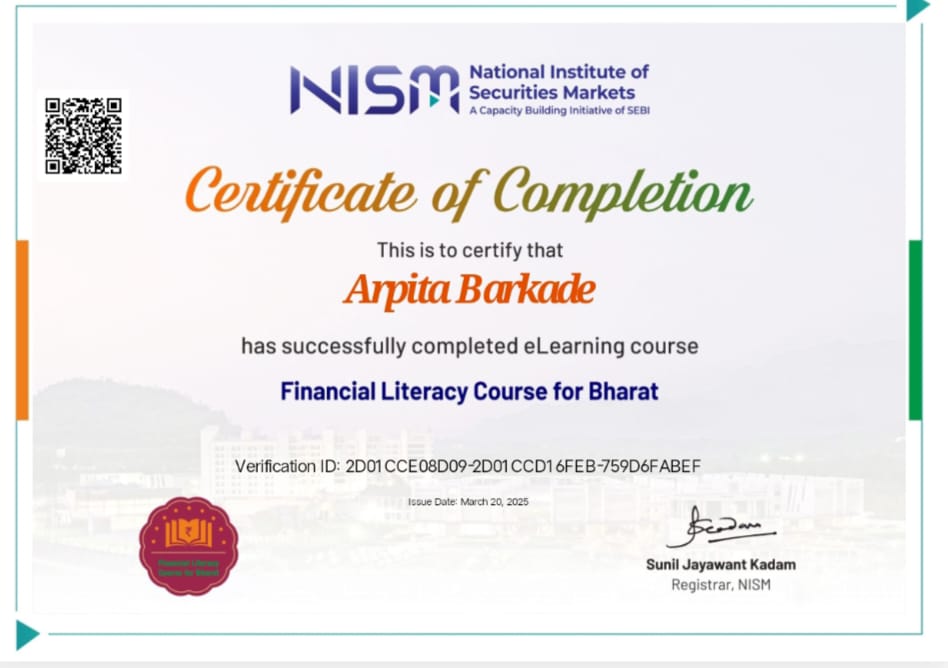 NISM
National Institute of
Securities Markets
A Capacity Building Initiative of SEBI
Certificate of Completion
This is to certify that
Arpita Barkade
has successfully completed eLearning course
Financial Literacy Course for Bharat
Verification ID: 2D01CCE08D09-2D01CCD16FEB-759D6FABEF
Issue Date: March 20, 2025
Financial Literacy
Course for Bharat
Sunil Jayawant Kadam
Registrar, NISM